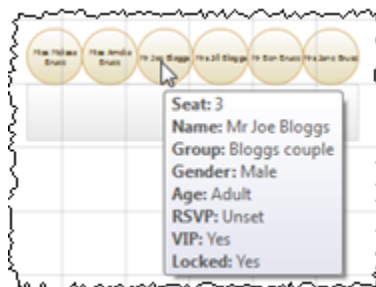 Miss Melissa Bruce
Miss Amelia Bruce
Mr Joe Bloggs
Mrs Jill Bloggs
Mr Ben Bruce
Mrs Jane Bruce
Seat: 3
Name: Mr Joe Bloggs
Group: Bloggs couple
Gender: Male
Age: Adult
RSVP: Unset
VIP: Yes
Locked: Yes